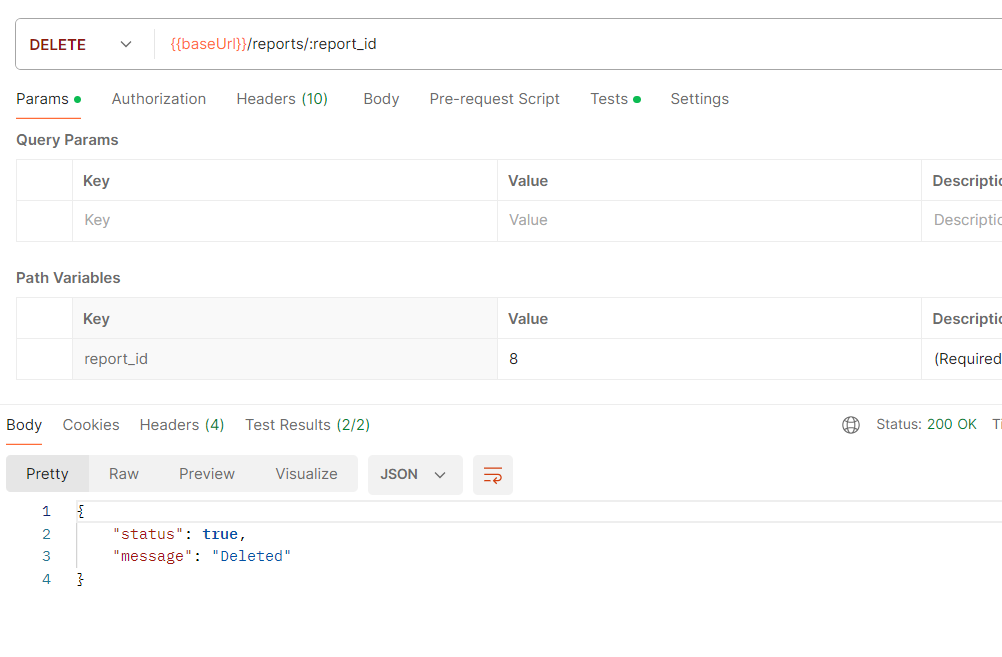 DELETE {{baseUrl}}/reports/:report_id
Params Authorization Headers (10) Body Pre-request Script Tests Settings
Query Params
Key Value Descriptio
Key Value Descriptio
Path Variables
Key Value Descriptio
report_id 8 (Required
Body Cookies Headers (4) Test Results (2/2) Status: 200 OK Ti
Pretty Raw Preview Visualize JSON
1 {
2 "status": true,
3 "message": "Deleted"
4 }